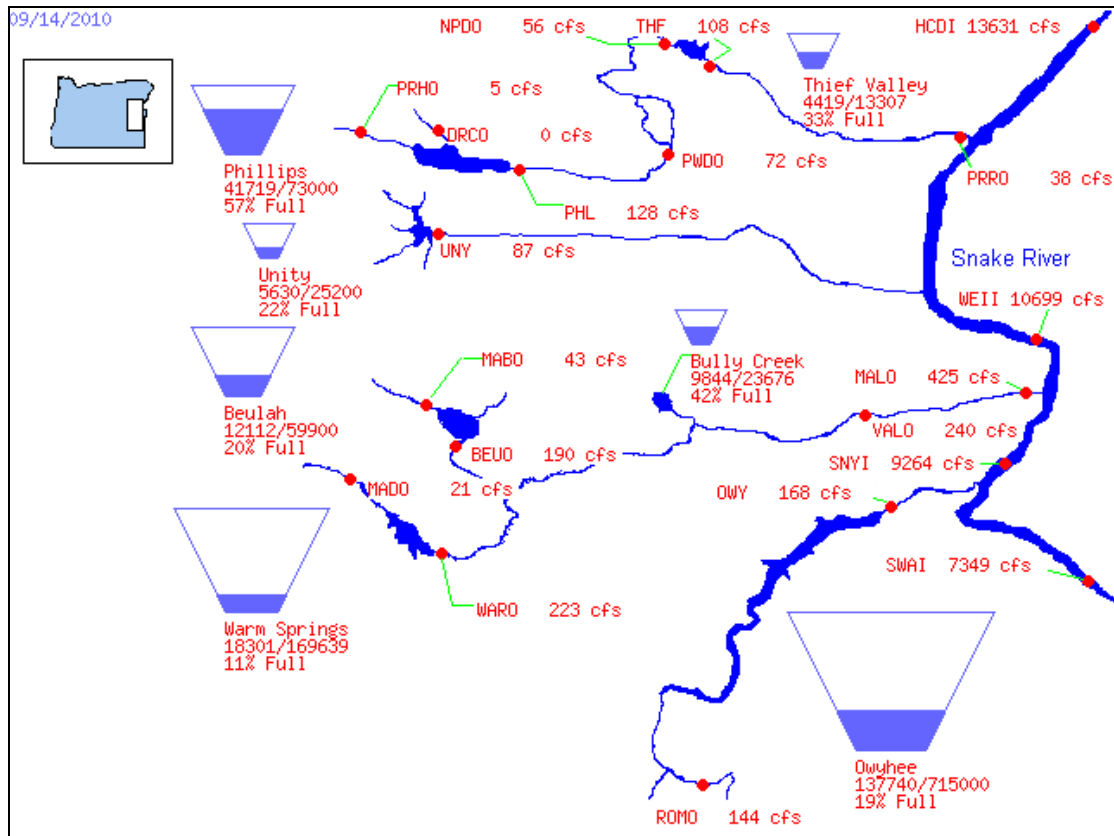 09/14/2010
NPDO 56 cfs
THF 108 cfs
HCDI 13631 cfs
Thief Valley
4419/13307
33% Full
PRHO 5 cfs
DRCO 0 cfs
PWDO 72 cfs
PRRO 38 cfs
Phillips
41719/73000
57% Full
PHL 128 cfs
UNY 87 cfs
Snake River
Unity
5630/25200
22% Full
WEII 10699 cfs
MABO 43 cfs
Bully Creek
9844/23676
42% Full
MALO 425 cfs
Beulah
12112/59900
20% Full
VALO 240 cfs
BEUO 190 cfs
SNYI 9264 cfs
MADO 21 cfs
OWY 168 cfs
SWAI 7349 cfs
WARO 223 cfs
Warm Springs
18301/169639
11% Full
Owyhee
137740/715000
19% Full
ROMO 144 cfs